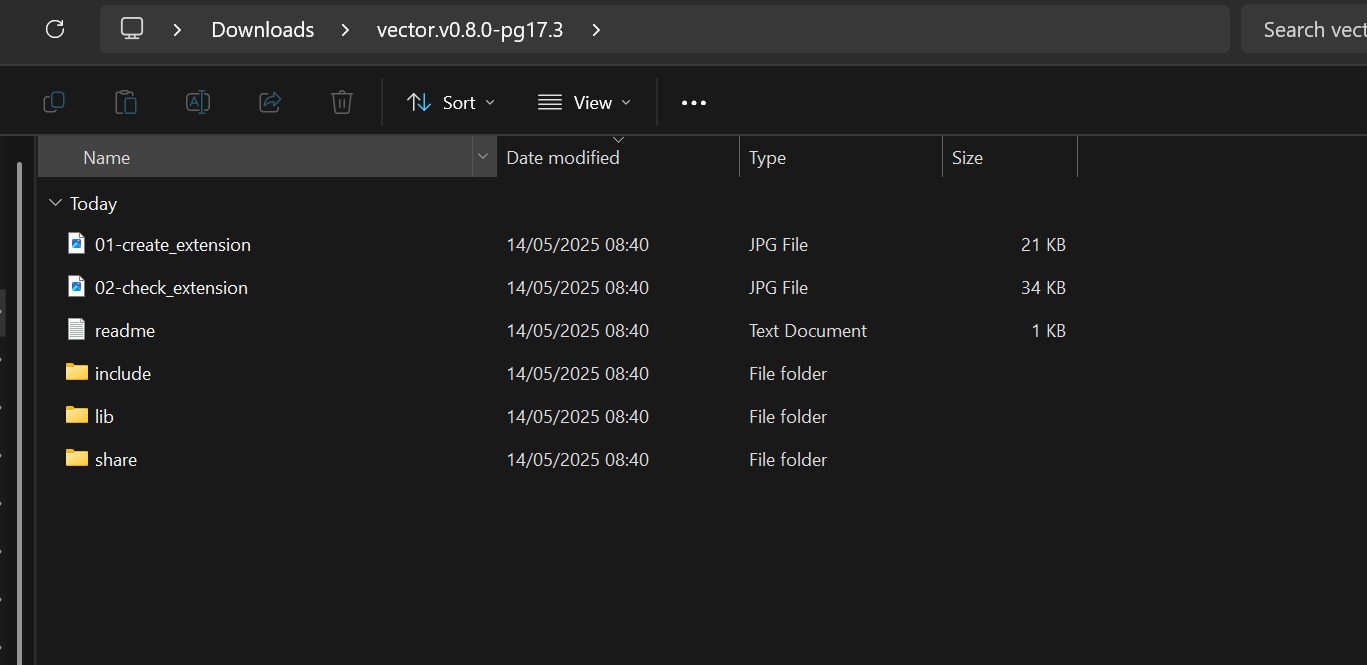 Downloads vector.v0.8.0-pg17.3 Search vect
Sort View
Name Date modified Type Size
Today
01-create_extension 14/05/2025 08:40 JPG File 21 KB
02-check_extension 14/05/2025 08:40 JPG File 34 KB
readme 14/05/2025 08:40 Text Document 1 KB
include 14/05/2025 08:40 File folder
lib 14/05/2025 08:40 File folder
share 14/05/2025 08:40 File folder